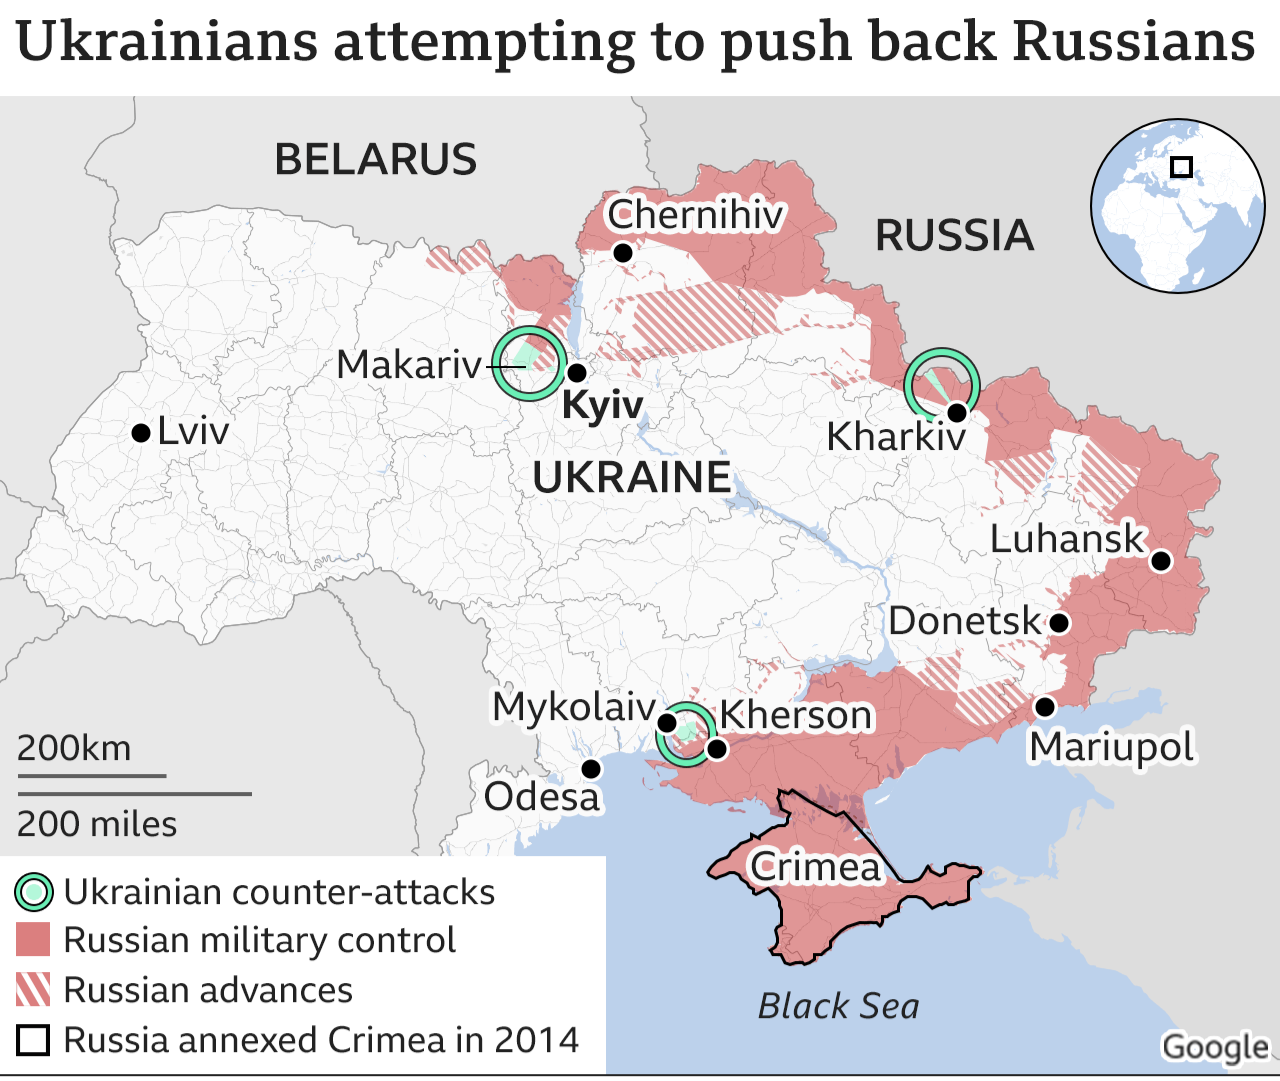 Ukrainians attempting to push back Russians
BELARUS
RUSSIA
Chernihiv
Makariv
Kyiv
Lviv
Kharkiv
UKRAINE
Luhansk
Donetsk
Mykolaiv
Kherson
Mariupol
Odesa
200km
200 miles
Crimea
Ukrainian counter-attacks
Russian military control
Russian advances
Russia annexed Crimea in 2014
Black Sea
Google